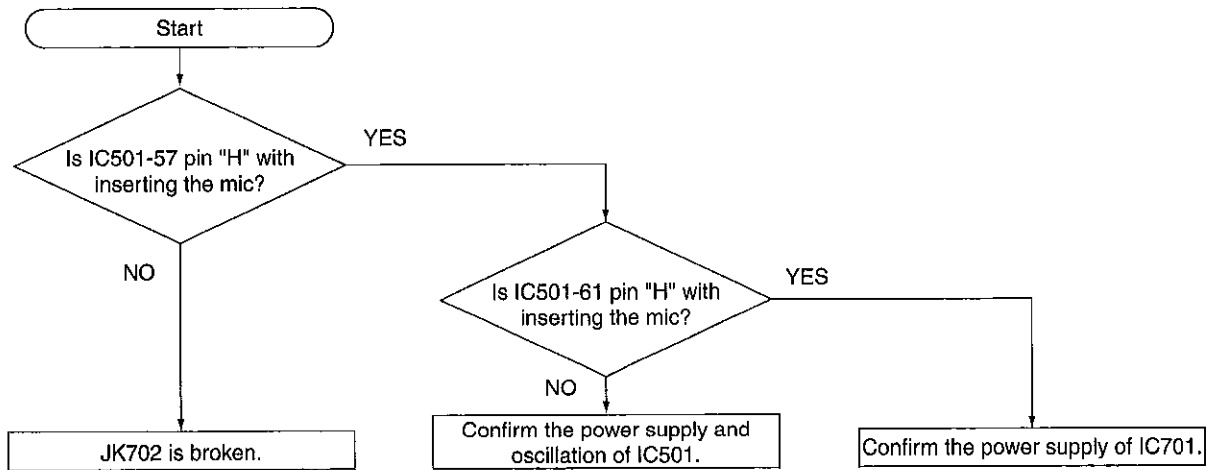 Start
Is IC501-57 pin "H" with
inserting the mic?
YES
NO
Is IC501-61 pin "H" with
inserting the mic?
YES
NO
JK702 is broken.
Confirm the power supply and
oscillation of IC501.
Confirm the power supply of IC701.